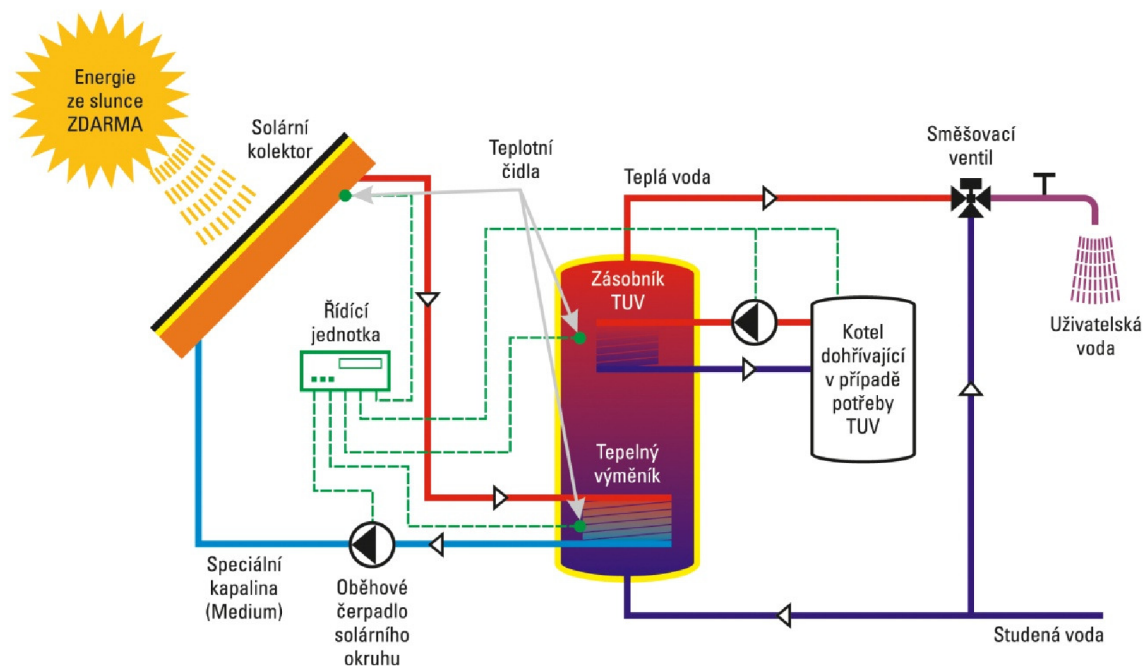 Energie
ze slunce
ZDARMA
Solární
kolektor
Teplotní
čidla
Teplá voda
Směšovací
ventil
Zásobník
TUV
Řídící
jednotka
Kotel
dohřívající
v případě
potřeby
TUV
Uživatelská
voda
Tepelný
výměník
Speciální
kapalina
(Medium)
Oběhové
čerpadlo
solárního
okruhu
Studená voda